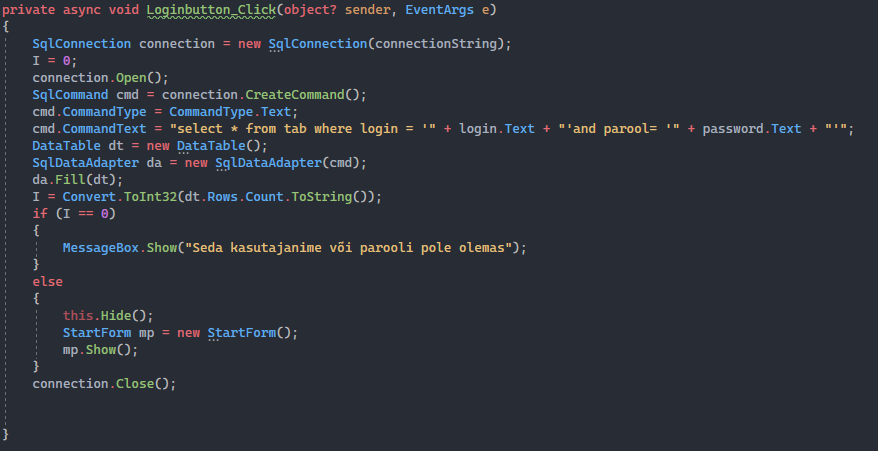 private async void Loginbutton_Click(object? sender, EventArgs e)
{
SqlConnection connection = new SqlConnection(connectionString);
I = 0;
connection.Open();
SqlCommand cmd = connection.CreateCommand();
cmd.CommandType = CommandType.Text;
cmd.CommandText = "select * from tab where login = '" + login.Text + "'and parool= '" + password.Text + "'";
DataTable dt = new DataTable();
SqlDataAdapter da = new SqlDataAdapter(cmd);
da.Fill(dt);
I = Convert.ToInt32(dt.Rows.Count.ToString());
if (I == 0)
{
MessageBox.Show("Seda kasutajanime või parooli pole olemas");
}
else
{
this.Hide();
StartForm mp = new StartForm();
mp.Show();
}
connection.Close();
}